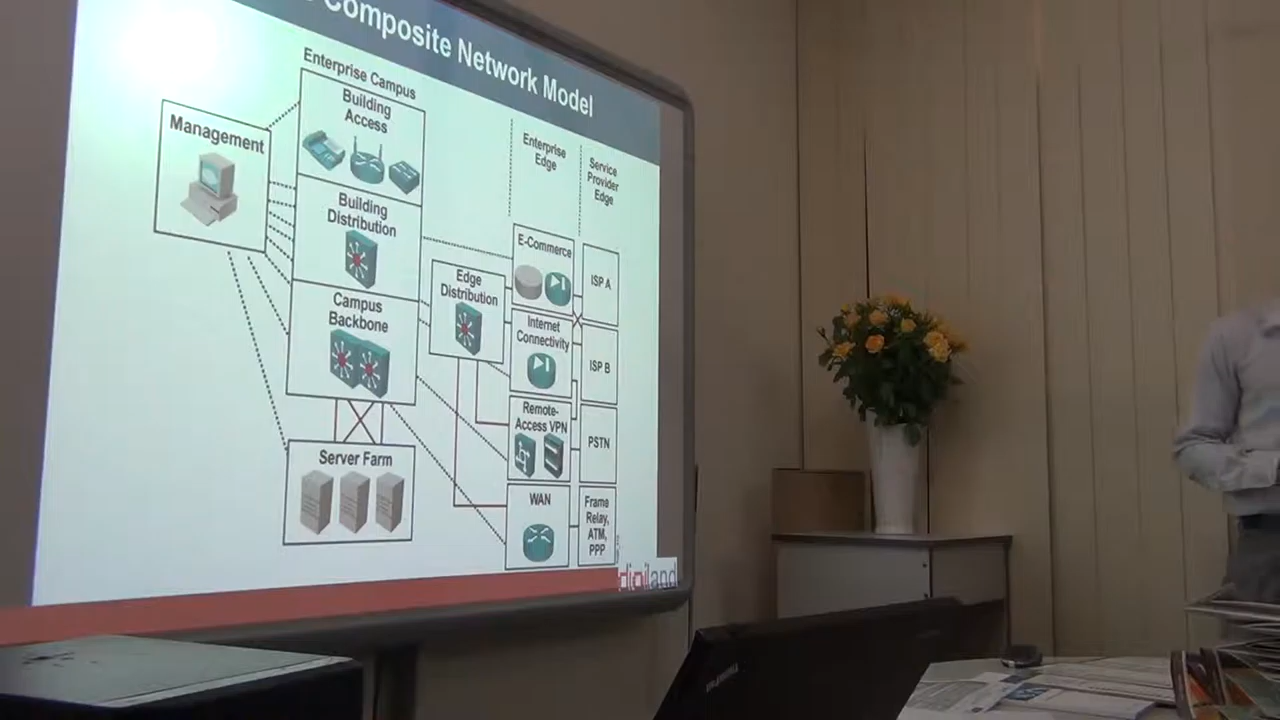 Composite Network Model
Enterprise Campus
Building
Access
Management
Building
Distribution
Campus
Backbone
Server Farm
Edge
Distribution
Enterprise
Edge
Service
Provider
Edge
E-Commerce
Internet
Connectivity
Remote-
Access VPN
WAN
ISP A
ISP B
PSTN
Frame
Relay,
ATM,
PPP
digiland